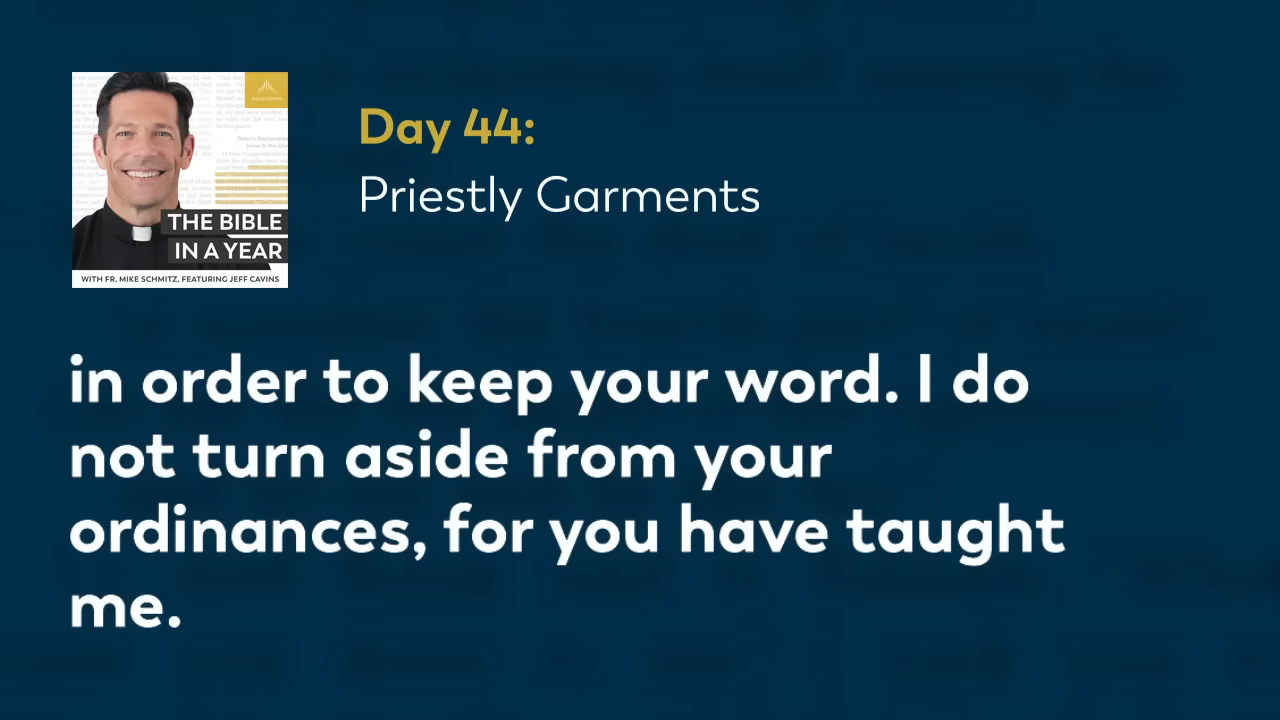 Day 44:
Priestly Garments
THE BIBLE
IN A YEAR
WITH FR. MIKE SCHMITZ, FEATURING JEFF CAVINS
in order to keep your word. I do
not turn aside from your
ordinances, for you have taught
me.